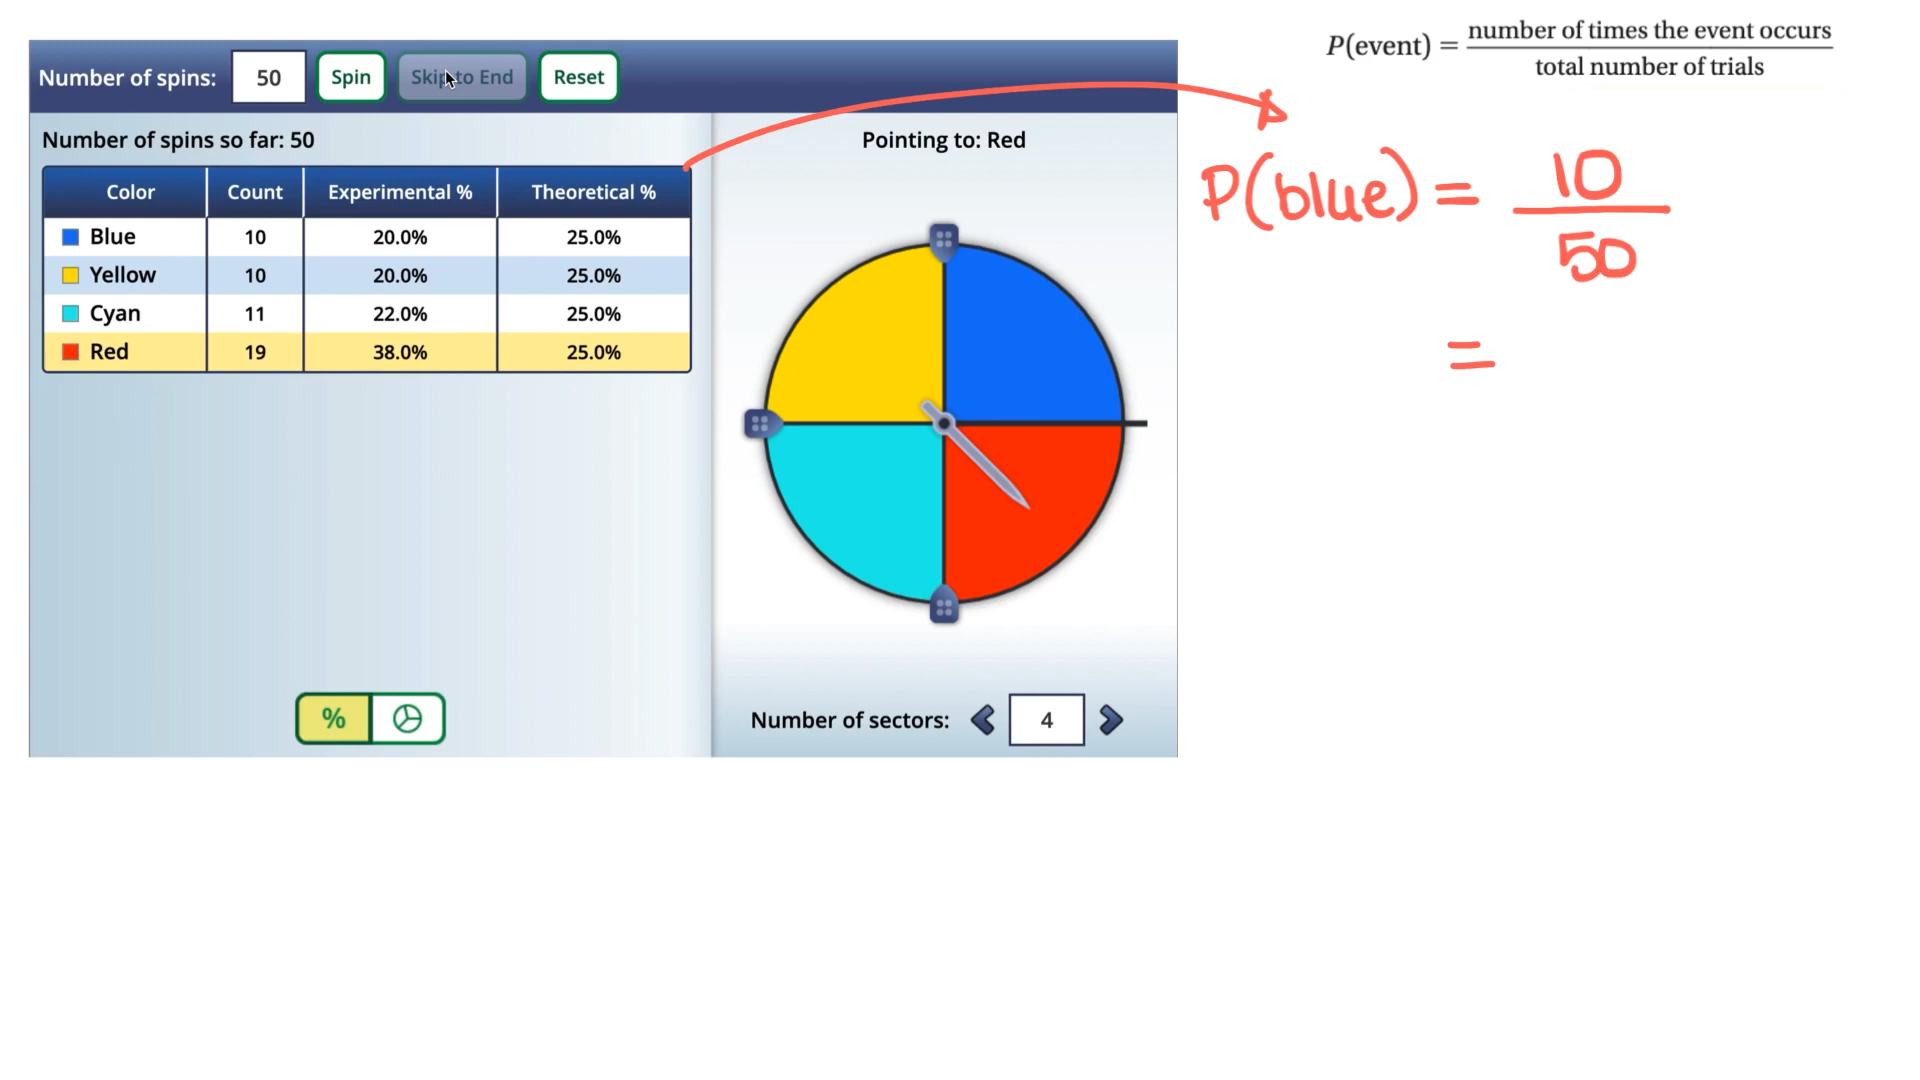 P(event) = number of times the event occurs
total number of trials
Number of spins: 50 Spin Skip to End Reset
Number of spins so far: 50
Pointing to: Red
Color Count Experimental % Theoretical %
Blue 10 20.0% 25.0%
Yellow 10 20.0% 25.0%
Cyan 11 22.0% 25.0%
Red 19 38.0% 25.0%
P(blue) = 10
50
=
%
Number of sectors: 4